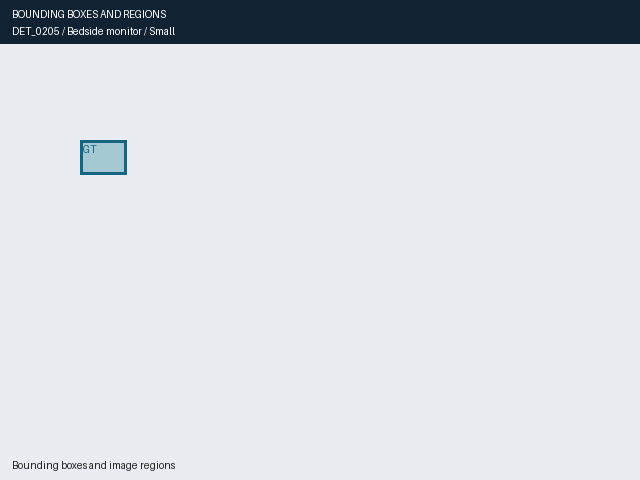 BOUNDING BOXES AND REGIONS
DET_0205 / Bedside monitor / Small
GT
Bounding boxes and image regions